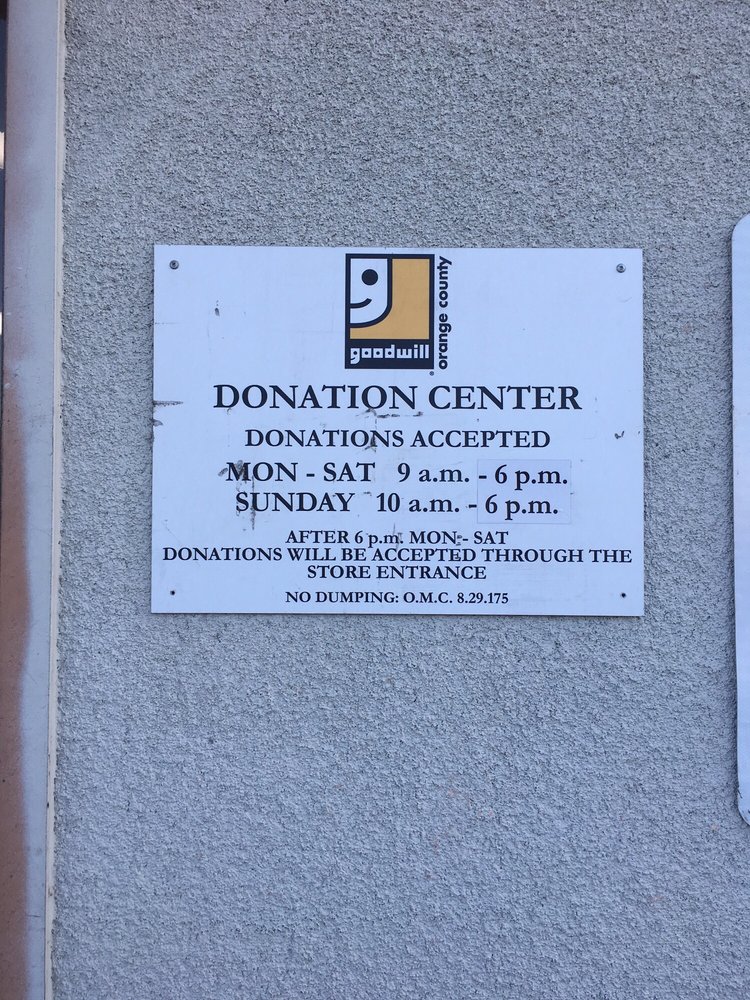 goodwill
orange county
DONATION CENTER
DONATIONS ACCEPTED
MON - SAT 9 a.m. - 6 p.m.
SUNDAY 10 a.m. - 6 p.m.
AFTER 6 p.m. MON - SAT
DONATIONS WILL BE ACCEPTED THROUGH THE
STORE ENTRANCE
NO DUMPING: O.M.C. 8.29.175